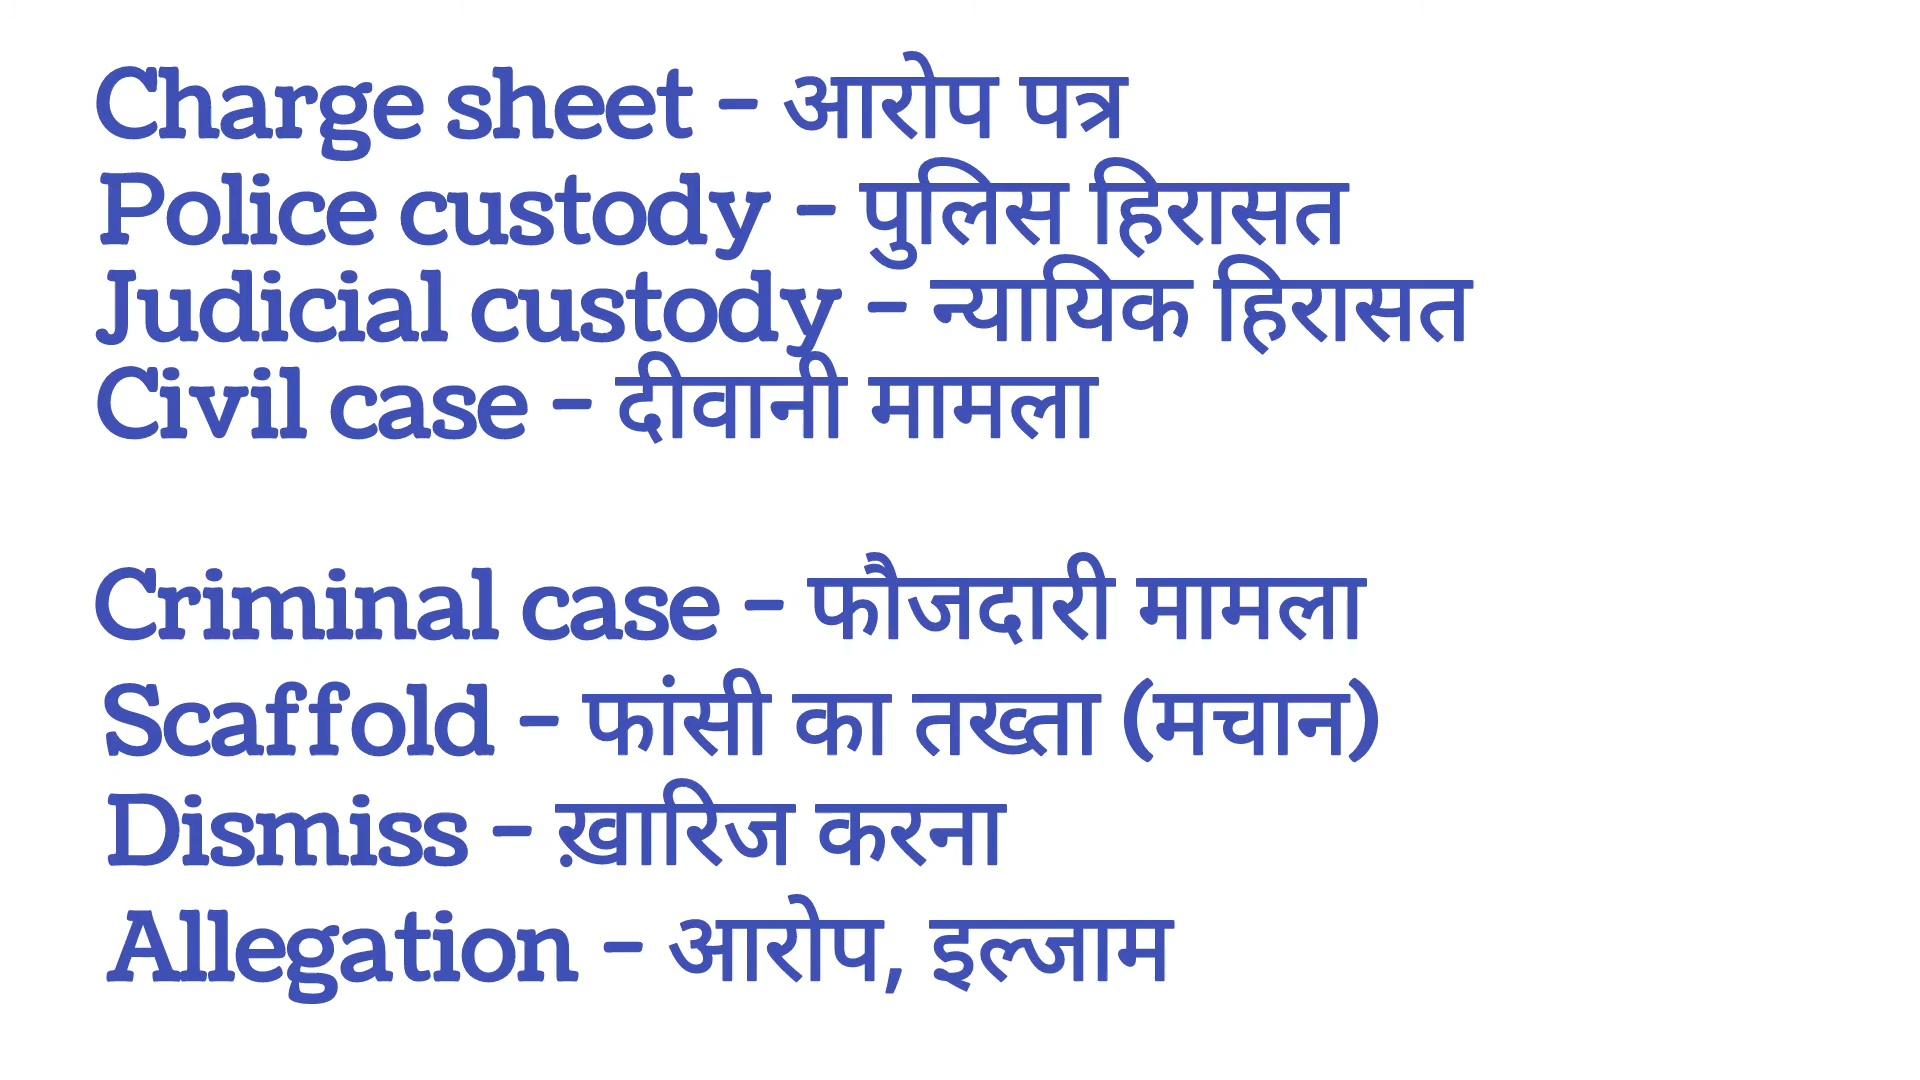 Charge sheet - आरोप पत्र
Police custody - पुलिस हिरासत
Judicial custody - न्यायिक हिरासत
Civil case - दीवानी मामला
Criminal case - फौजदारी मामला
Scaffold - फांसी का तख्ता (मचान)
Dismiss - ख़ारिज करना
Allegation - आरोप, इल्जाम